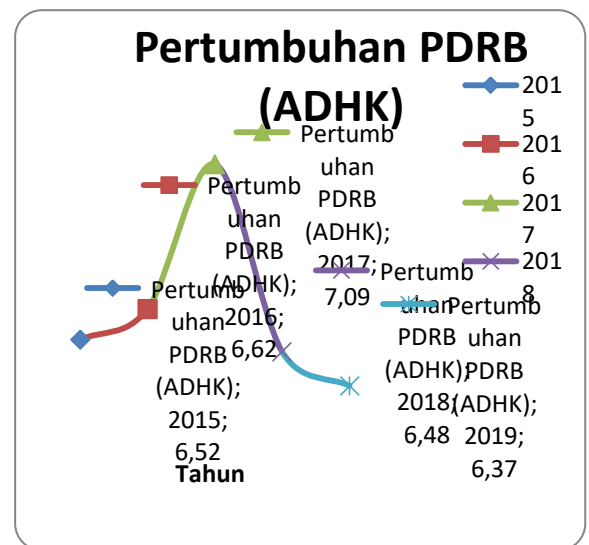 Pertumbuhan PDRB
(ADHK)
Pertumb
uhan
PDRB
(ADHK);
2015;
6,52
Pertumb
uhan
PDRB
(ADHK);
2016;
6,62
Pertumb
uhan
PDRB
(ADHK);
2017;
7,09
Pertumb
uhan
PDRB
(ADHK);
2018;
6,48
Pertumb
uhan
PDRB
(ADHK);
2019;
6,37
201
5
201
6
201
7
201
8
Tahun